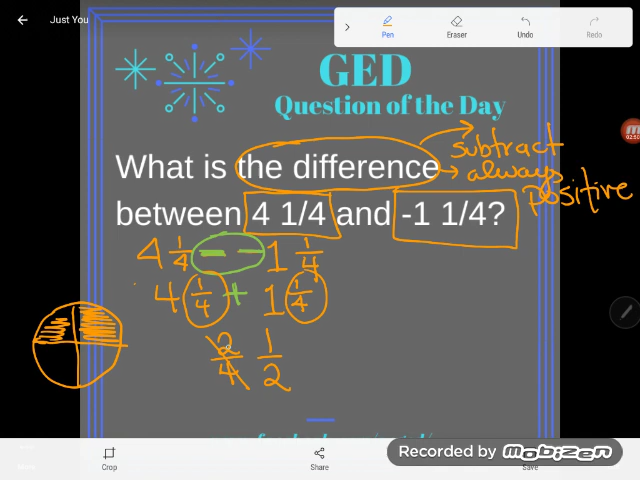 Just You
Pen
Eraser
Undo
Redo
GED
Question of the Day
What is the difference
subtract
always
positive
between 4 1/4 and -1 1/4?
4 1/4 - - 1 1/4
4 1/4 + 1 1/4
2/4 1/2
Crop
Share
Save
Recorded by
Mobizen